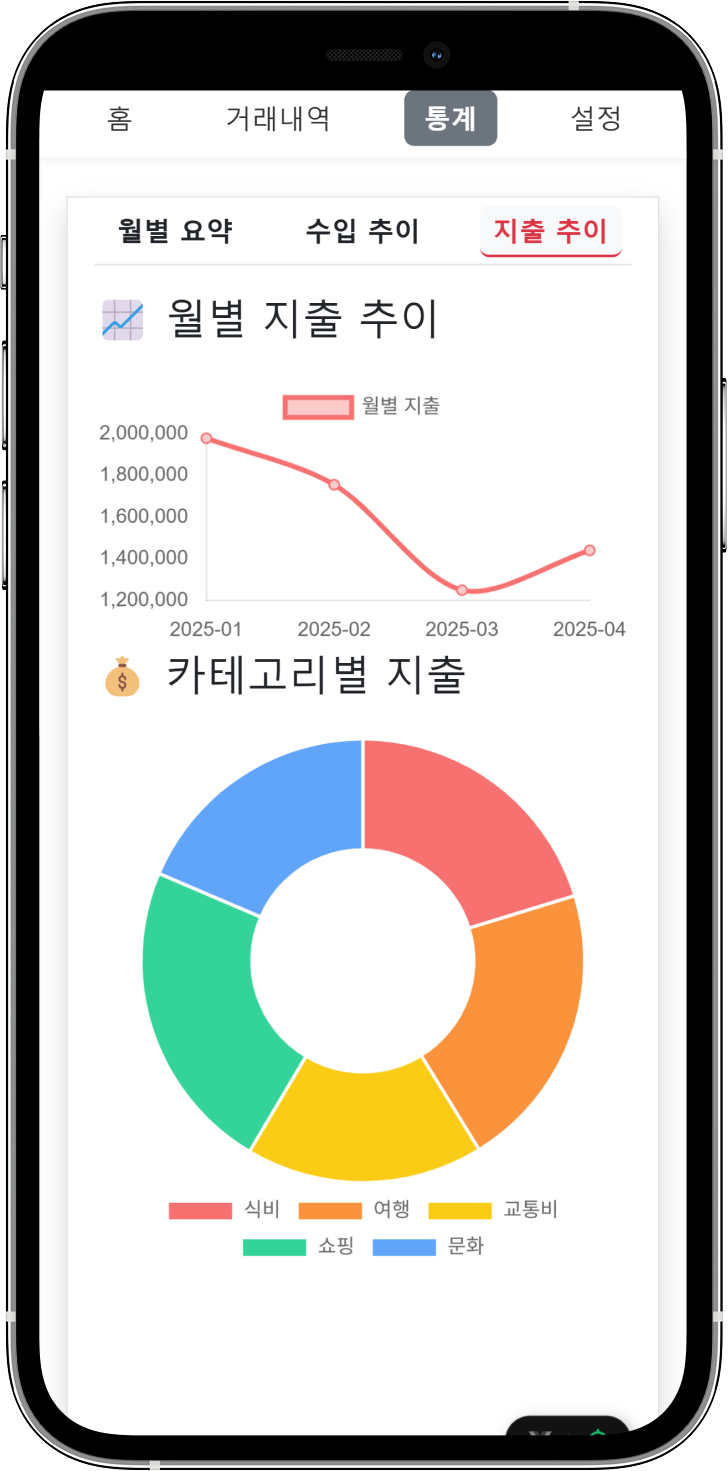 홈 거래내역 통계 설정
월별 요약 수입 추이 지출 추이
월별 지출 추이
월별 지출
2,000,000
1,800,000
1,600,000
1,400,000
1,200,000
2025-01 2025-02 2025-03 2025-04
$ 카테고리별 지출
식비 여행 교통비
쇼핑 문화